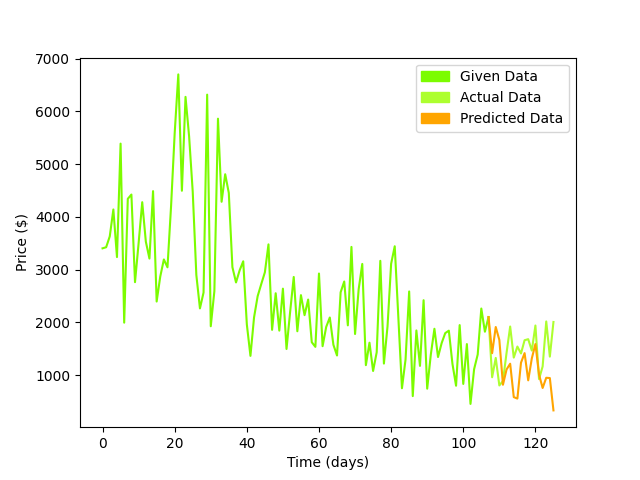 7000
6000
5000
4000
3000
2000
1000
Price ($)
Given Data
Actual Data
Predicted Data
0 20 40 60 80 100 120
Time (days)